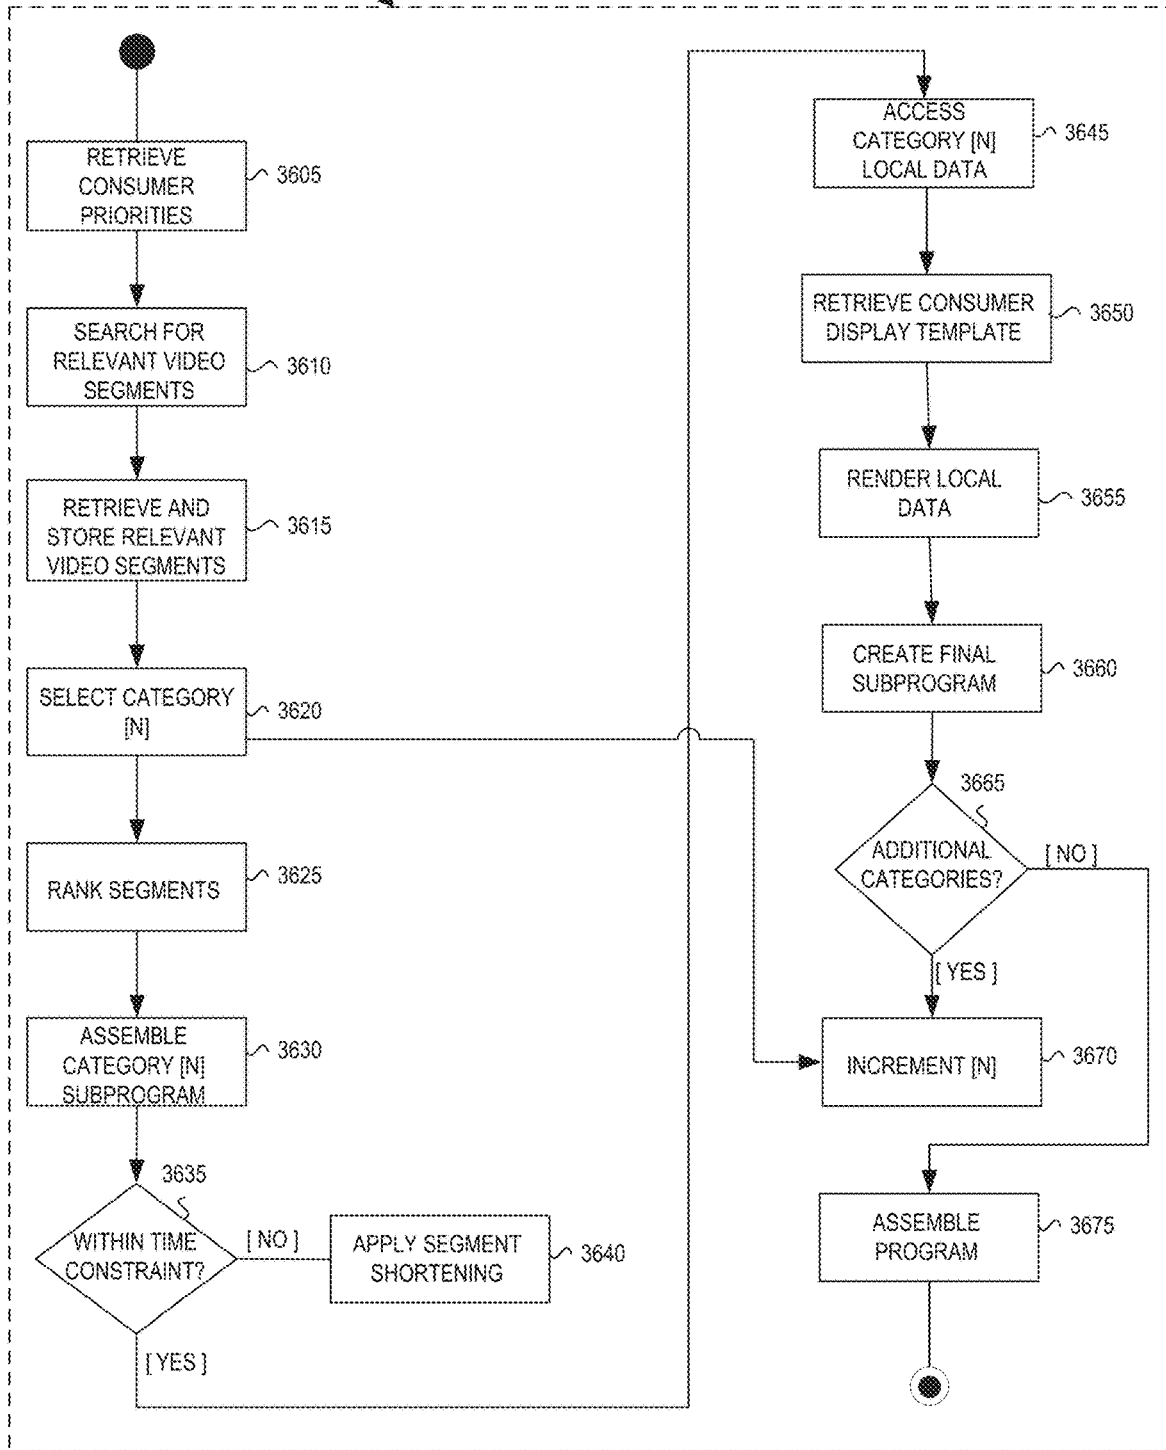 RETRIEVE
CONSUMER
PRIORITIES
3605
SEARCH FOR
RELEVANT VIDEO
SEGMENTS
3610
RETRIEVE AND
STORE RELEVANT
VIDEO SEGMENTS
3615
SELECT CATEGORY
[N]
3620
RANK SEGMENTS
3625
ASSEMBLE
CATEGORY [N]
SUBPROGRAM
3630
3635
WITHIN TIME
CONSTRAINT?
[ NO ]
APPLY SEGMENT
SHORTENING
3640
[ YES ]
ACCESS
CATEGORY [N]
LOCAL DATA
3645
RETRIEVE CONSUMER
DISPLAY TEMPLATE
3650
RENDER LOCAL
DATA
3655
CREATE FINAL
SUBPROGRAM
3660
3665
ADDITIONAL
CATEGORIES?
[ NO ]
[ YES ]
INCREMENT [N]
3670
ASSEMBLE
PROGRAM
3675